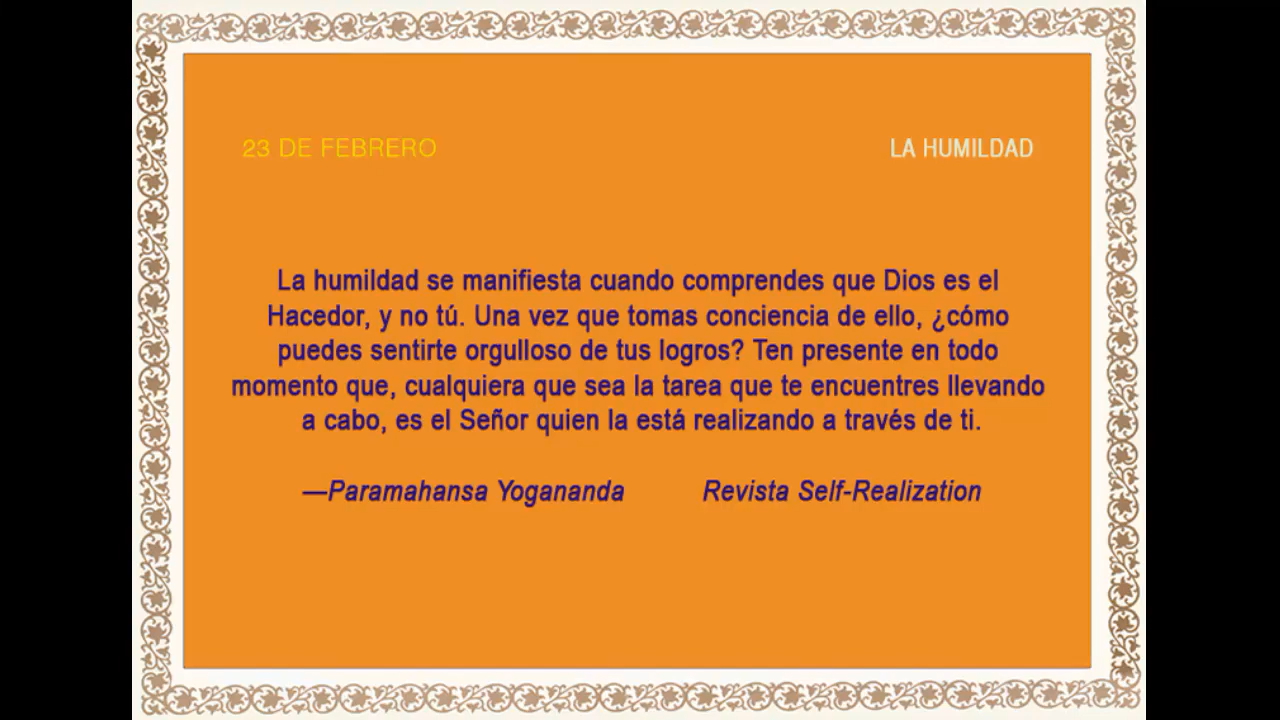 23 DE FEBRERO LA HUMILDAD
La humildad se manifiesta cuando comprendes que Dios es el
Hacedor, y no tú. Una vez que tomas conciencia de ello, ¿cómo
puedes sentirte orgulloso de tus logros? Ten presente en todo
momento que, cualquiera que sea la tarea que te encuentres llevando
a cabo, es el Señor quien la está realizando a través de ti.
—Paramahansa Yogananda Revista Self-Realization